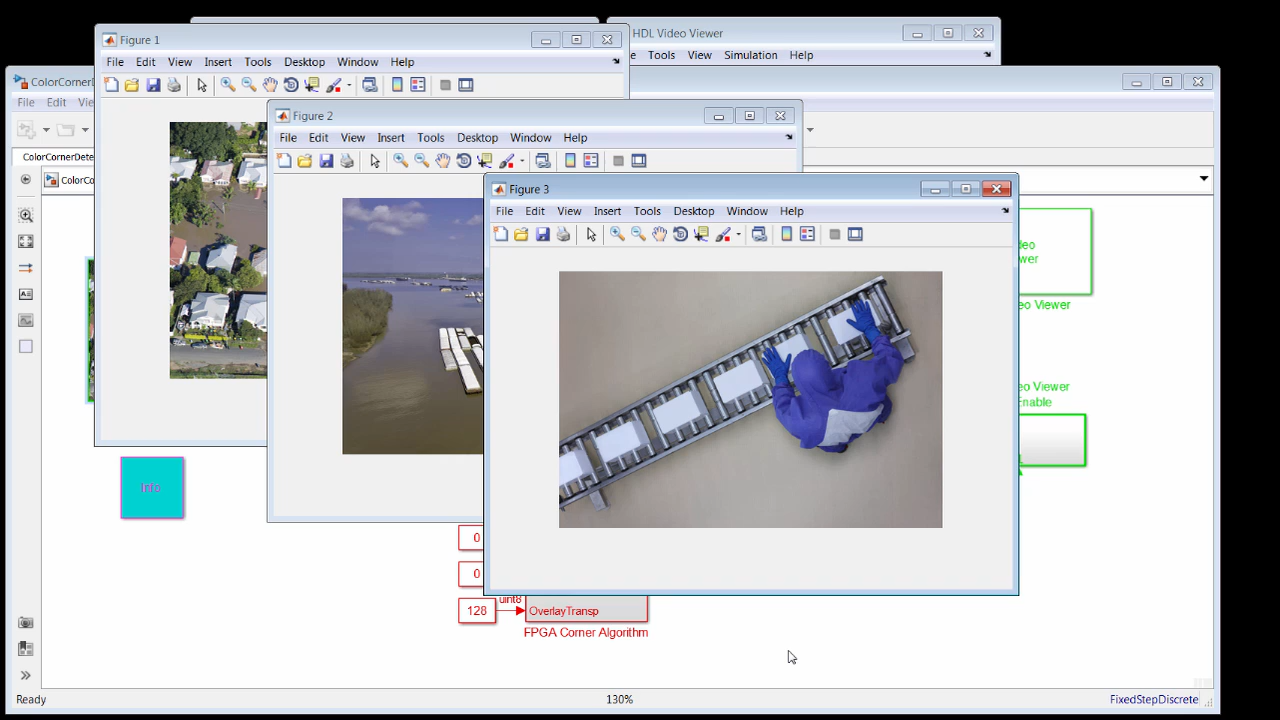 HDL Video Viewer
Tools View Simulation Help
Figure 1
File Edit View Insert Tools Desktop Window Help
ColorCornerD
File Edit Vie
Figure 2
File Edit View Insert Tools Desktop Window Help
ColorCornerDete
ColorCo
Figure 3
File Edit View Insert Tools Desktop Window Help
deo
wer
eo Viewer
eo Viewer
Enable
Info
0
0
128
uint8
OverlayTransp
FPGA Corner Algorithm
Ready
130%
FixedStepDiscrete